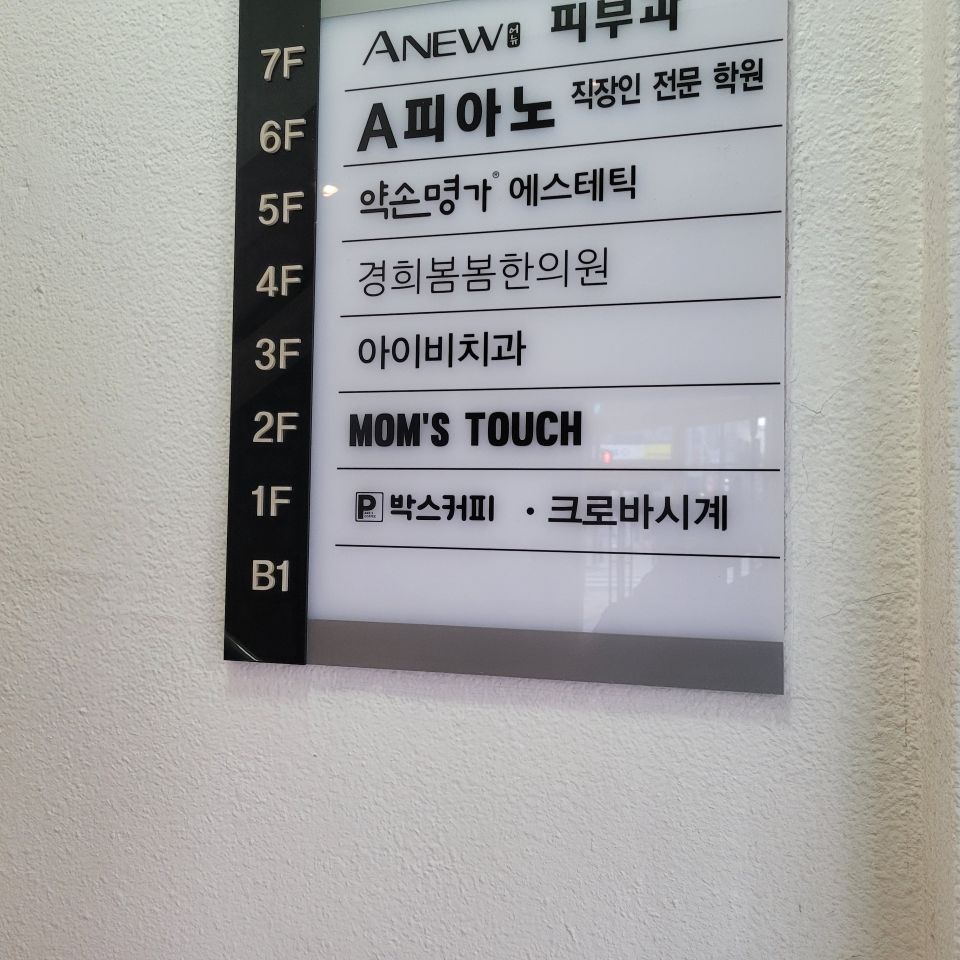 7F ANEW 어뉴 피부과
6F A피아노 직장인 전문 학원
5F 약손명가® 에스테틱
4F 경희봄봄한의원
3F 아이비치과
2F MOM'S TOUCH
1F P 박스커피 · 크로바시계
B1